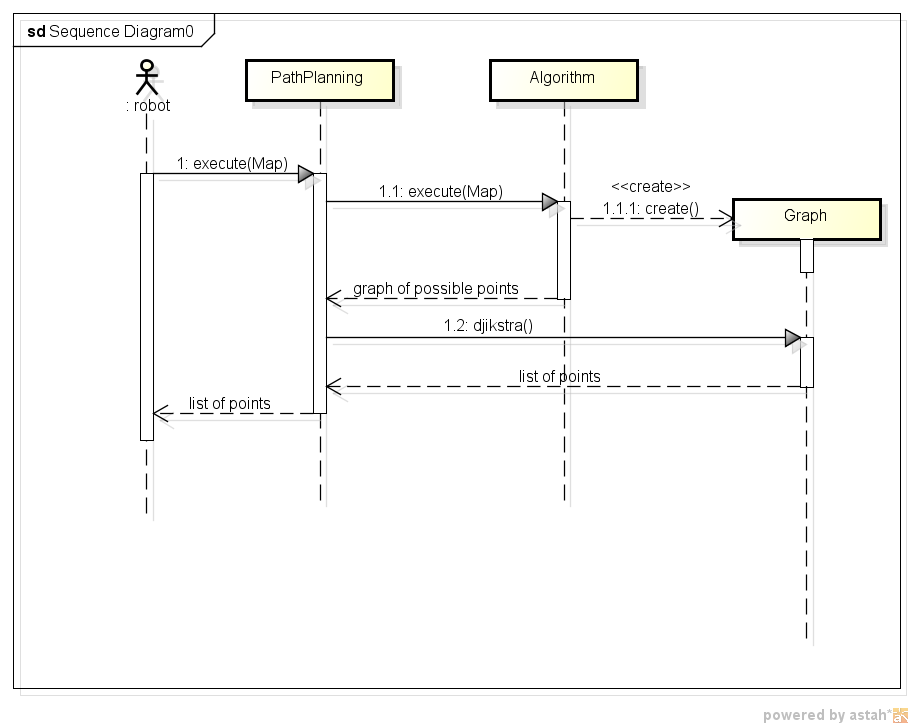 sd Sequence Diagram0
: robot
PathPlanning
Algorithm
1: execute(Map)
1.1: execute(Map)
<<create>>
1.1.1: create()
Graph
graph of possible points
1.2: djikstra()
list of points
list of points
powered by astah*